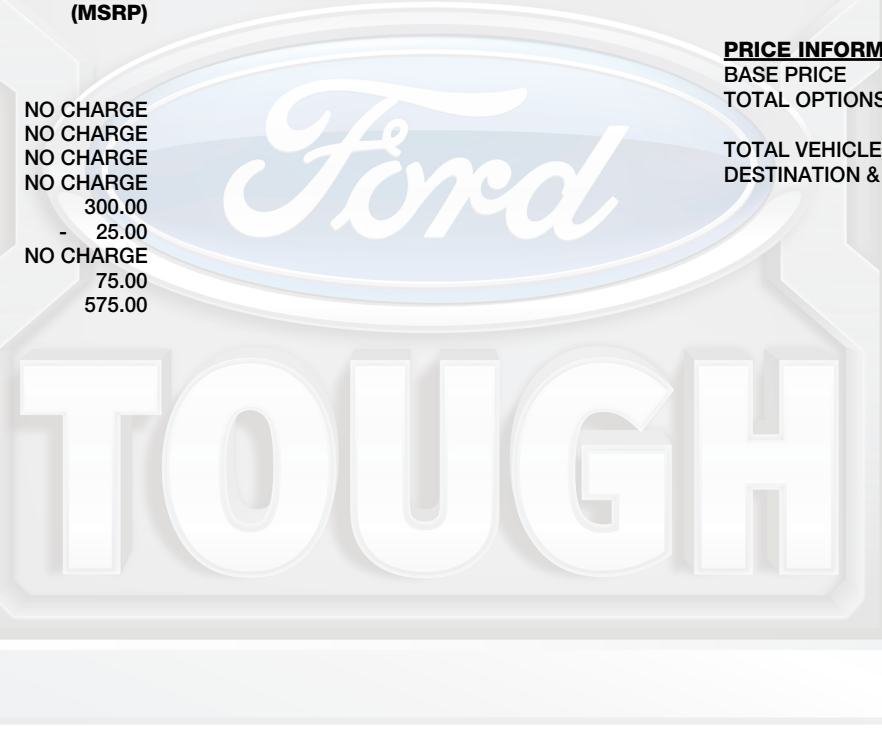 (MSRP)
NO CHARGE
NO CHARGE
NO CHARGE
NO CHARGE
300.00
- 25.00
NO CHARGE
75.00
575.00
PRICE INFORM
BASE PRICE
TOTAL OPTIONS
TOTAL VEHICLE
DESTINATION &
Ford
TOUGH